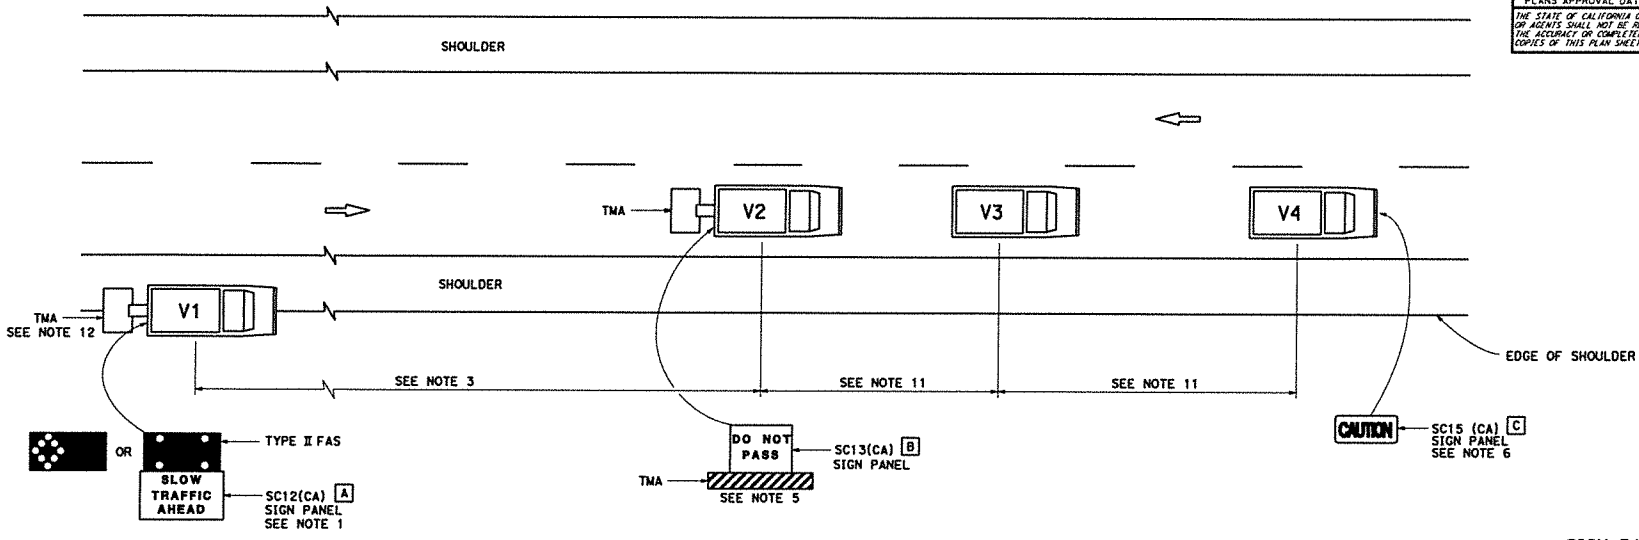 PLANS APPROVAL DAT
THE STATE OF CALIFORNIA O
OR AGENTS SHALL NOT BE R
THE ACCURACY OR COMPLETE
COPIES OF THIS PLAN SHEET
SHOULDER
TMA
V2
V3
V4
SHOULDER
V1
TMA
SEE NOTE 12
EDGE OF SHOULDER
SEE NOTE 3
SEE NOTE 11
SEE NOTE 11
OR
TYPE II FAS
SLOW
TRAFFIC
AHEAD
SC12(CA) A
SIGN PANEL
SEE NOTE 1
DO NOT
PASS
SC13(CA) B
SIGN PANEL
TMA
SEE NOTE 5
CAUTION
SC15 (CA) C
SIGN PANEL
SEE NOTE 6